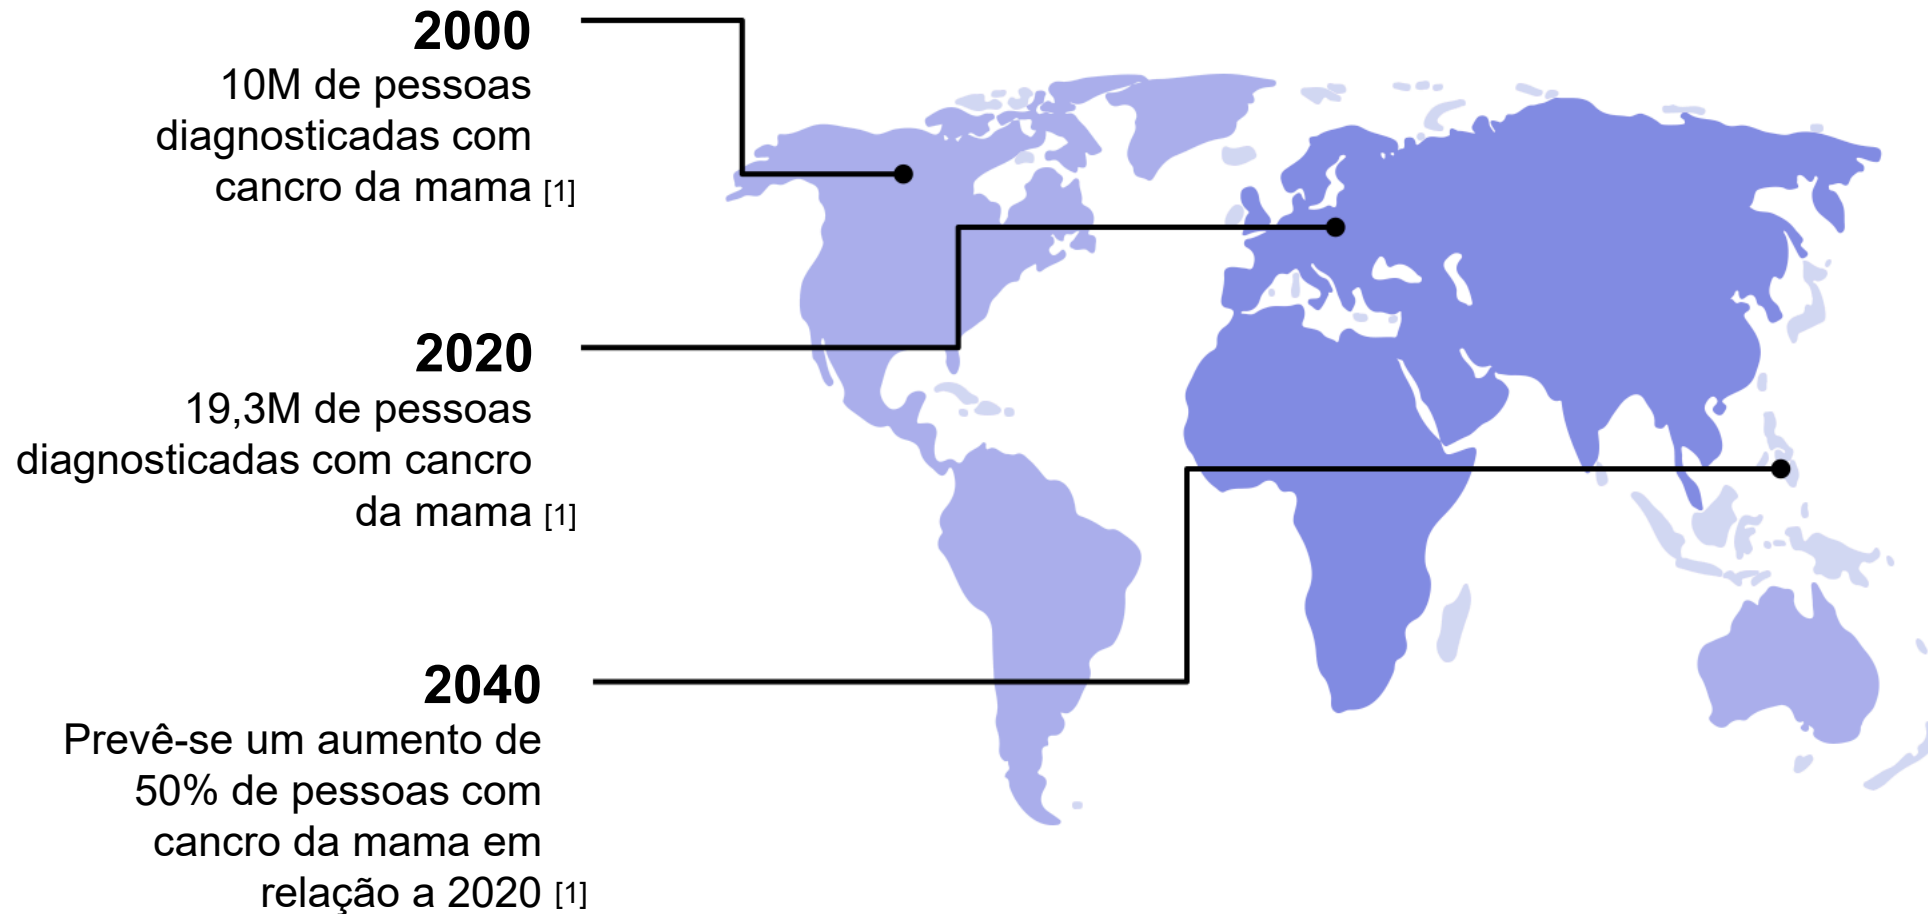 2000
10M de pessoas
diagnosticadas com
cancro da mama [1]
2020
19,3M de pessoas
diagnosticadas com cancro
da mama [1]
2040
Prevê-se um aumento de
50% de pessoas com
cancro da mama em
relação a 2020 [1]